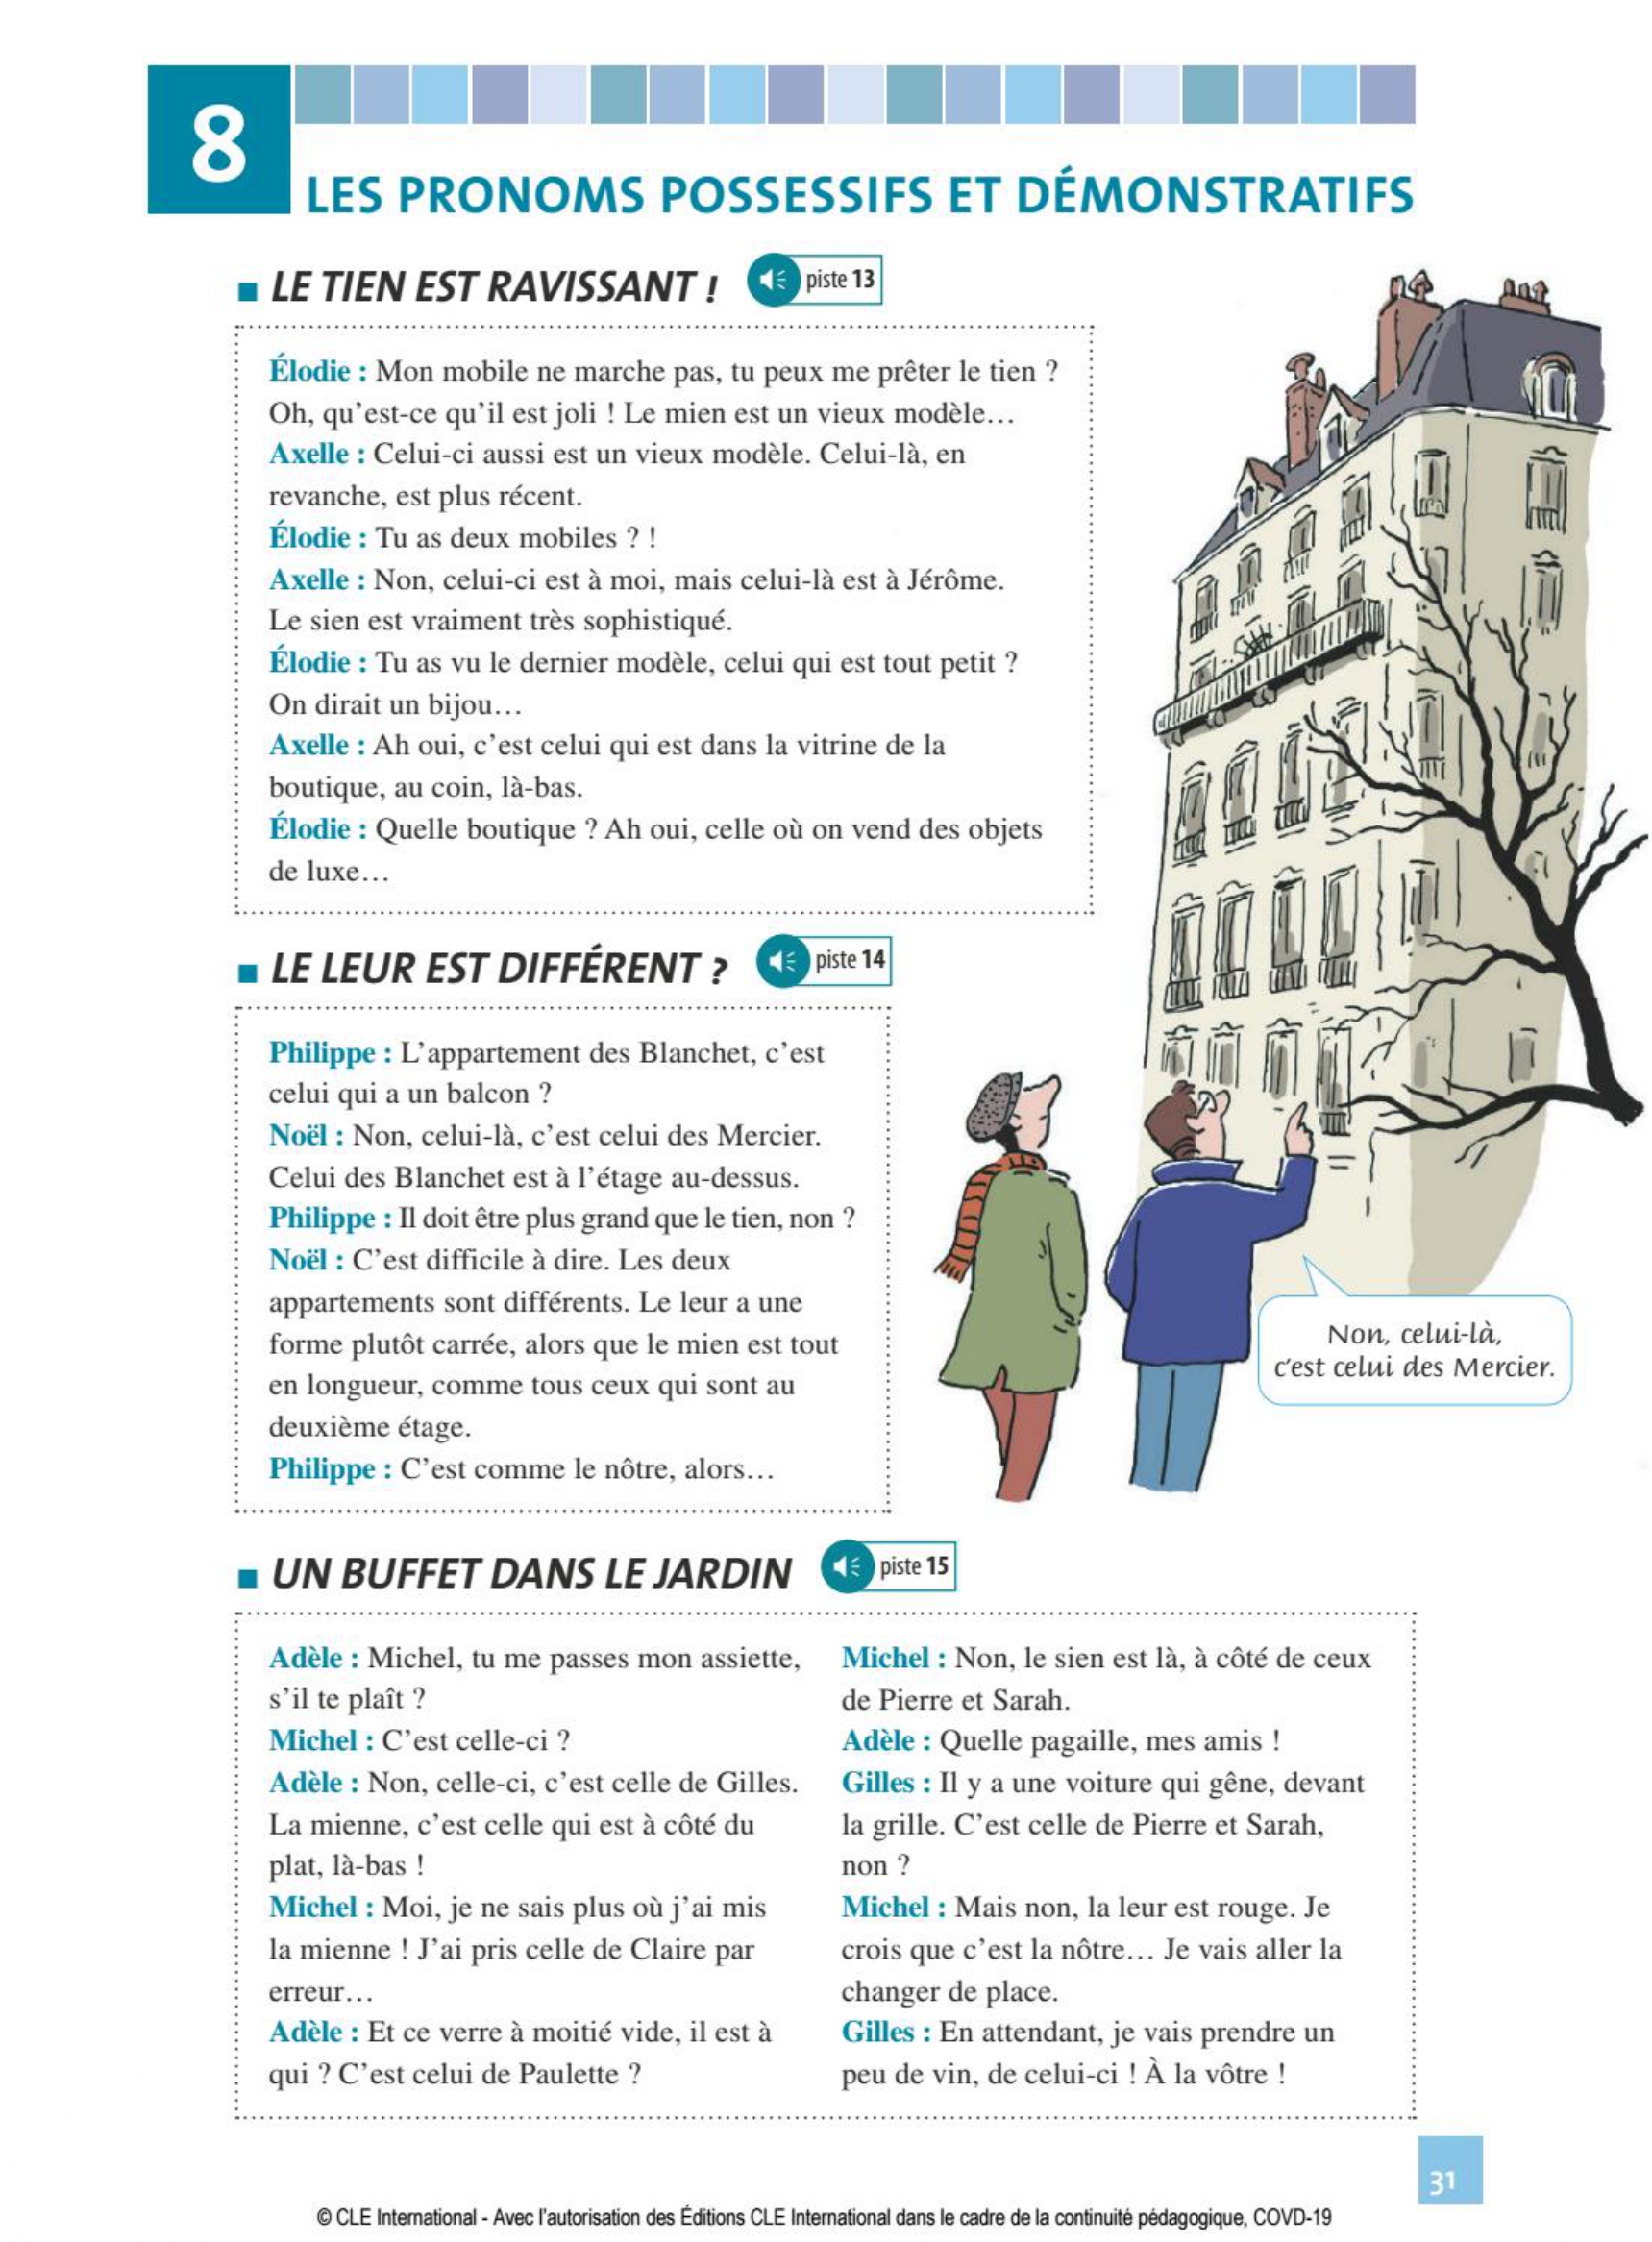 8
LES PRONOMS POSSESSIFS ET DÉMONSTRATIFS
LE TIEN EST RAVISSANT !
piste 13
Élodie : Mon mobile ne marche pas, tu peux me prêter le tien ?
Oh, qu'est-ce qu'il est joli ! Le mien est un vieux modèle…
Axelle : Celui-ci aussi est un vieux modèle. Celui-là, en
revanche, est plus récent.
Élodie : Tu as deux mobiles ? !
Axelle : Non, celui-ci est à moi, mais celui-là est à Jérôme.
Le sien est vraiment très sophistiqué.
Élodie : Tu as vu le dernier modèle, celui qui est tout petit ?
On dirait un bijou…
Axelle : Ah oui, c'est celui qui est dans la vitrine de la
boutique, au coin, là-bas.
Élodie : Quelle boutique ? Ah oui, celle où on vend des objets
de luxe…
LE LEUR EST DIFFÉRENT ?
piste 14
Philippe : L'appartement des Blanchet, c'est
celui qui a un balcon ?
Noël : Non, celui-là, c'est celui des Mercier.
Celui des Blanchet est à l'étage au-dessus.
Philippe : Il doit être plus grand que le tien, non ?
Noël : C'est difficile à dire. Les deux
appartements sont différents. Le leur a une
forme plutôt carrée, alors que le mien est tout
en longueur, comme tous ceux qui sont au
deuxième étage.
Philippe : C'est comme le nôtre, alors…
Non, celui-là,
c'est celui des Mercier.
UN BUFFET DANS LE JARDIN
piste 15
Adèle : Michel, tu me passes mon assiette,
s'il te plaît ?
Michel : C'est celle-ci ?
Adèle : Non, celle-ci, c'est celle de Gilles.
La mienne, c'est celle qui est à côté du
plat, là-bas !
Michel : Moi, je ne sais plus où j'ai mis
la mienne ! J'ai pris celle de Claire par
erreur…
Adèle : Et ce verre à moitié vide, il est à
qui ? C'est celui de Paulette ?
Michel : Non, le sien est là, à côté de ceux
de Pierre et Sarah.
Adèle : Quelle pagaille, mes amis !
Gilles : Il y a une voiture qui gêne, devant
la grille. C'est celle de Pierre et Sarah,
non ?
Michel : Mais non, la leur est rouge. Je
crois que c'est la nôtre… Je vais aller la
changer de place.
Gilles : En attendant, je vais prendre un
peu de vin, de celui-ci ! À la vôtre !
31
© CLE International - Avec l'autorisation des Éditions CLE International dans le cadre de la continuité pédagogique, COVD-19